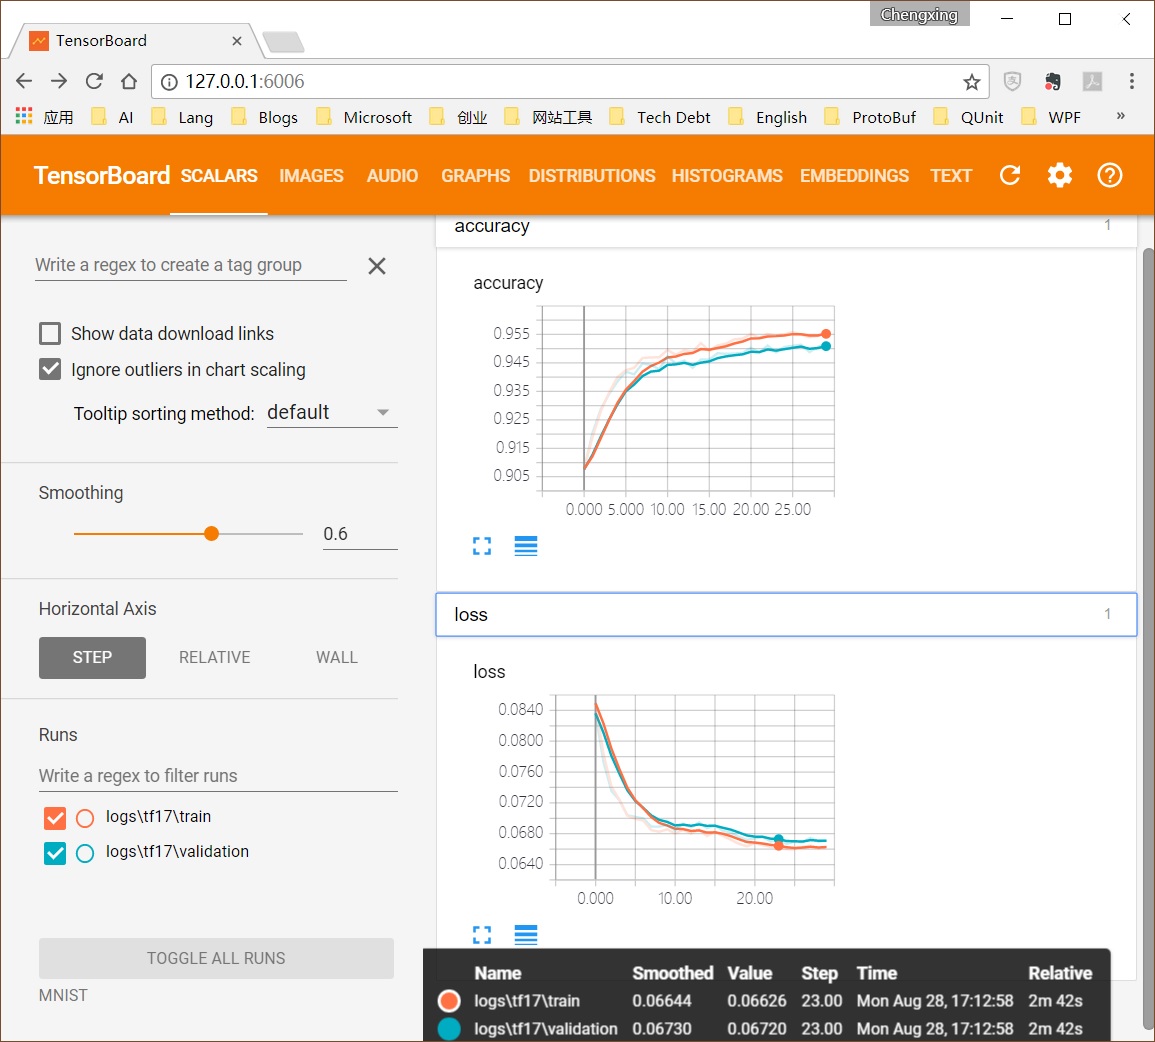 Chengxing
TensorBoard
127.0.0.1:6006
应用 AI Lang Blogs Microsoft 创业 网站工具 Tech Debt English ProtoBuf QUnit WPF »
TensorBoard SCALARS IMAGES AUDIO GRAPHS DISTRIBUTIONS HISTOGRAMS EMBEDDINGS TEXT
Write a regex to create a tag group
Show data download links
Ignore outliers in chart scaling
Tooltip sorting method: default
Smoothing
0.6
Horizontal Axis
STEP RELATIVE WALL
Runs
Write a regex to filter runs
logs\tf17\train
logs\tf17\validation
TOGGLE ALL RUNS
MNIST
accuracy 1
accuracy
0.955
0.945
0.935
0.925
0.915
0.905
0.000 5.000 10.00 15.00 20.00 25.00
loss 1
loss
0.0840
0.0800
0.0760
0.0720
0.0680
0.0640
0.000 10.00 20.00
Name Smoothed Value Step Time Relative
logs\tf17\train 0.06644 0.06626 23.00 Mon Aug 28, 17:12:58 2m 42s
logs\tf17\validation 0.06730 0.06720 23.00 Mon Aug 28, 17:12:58 2m 42s